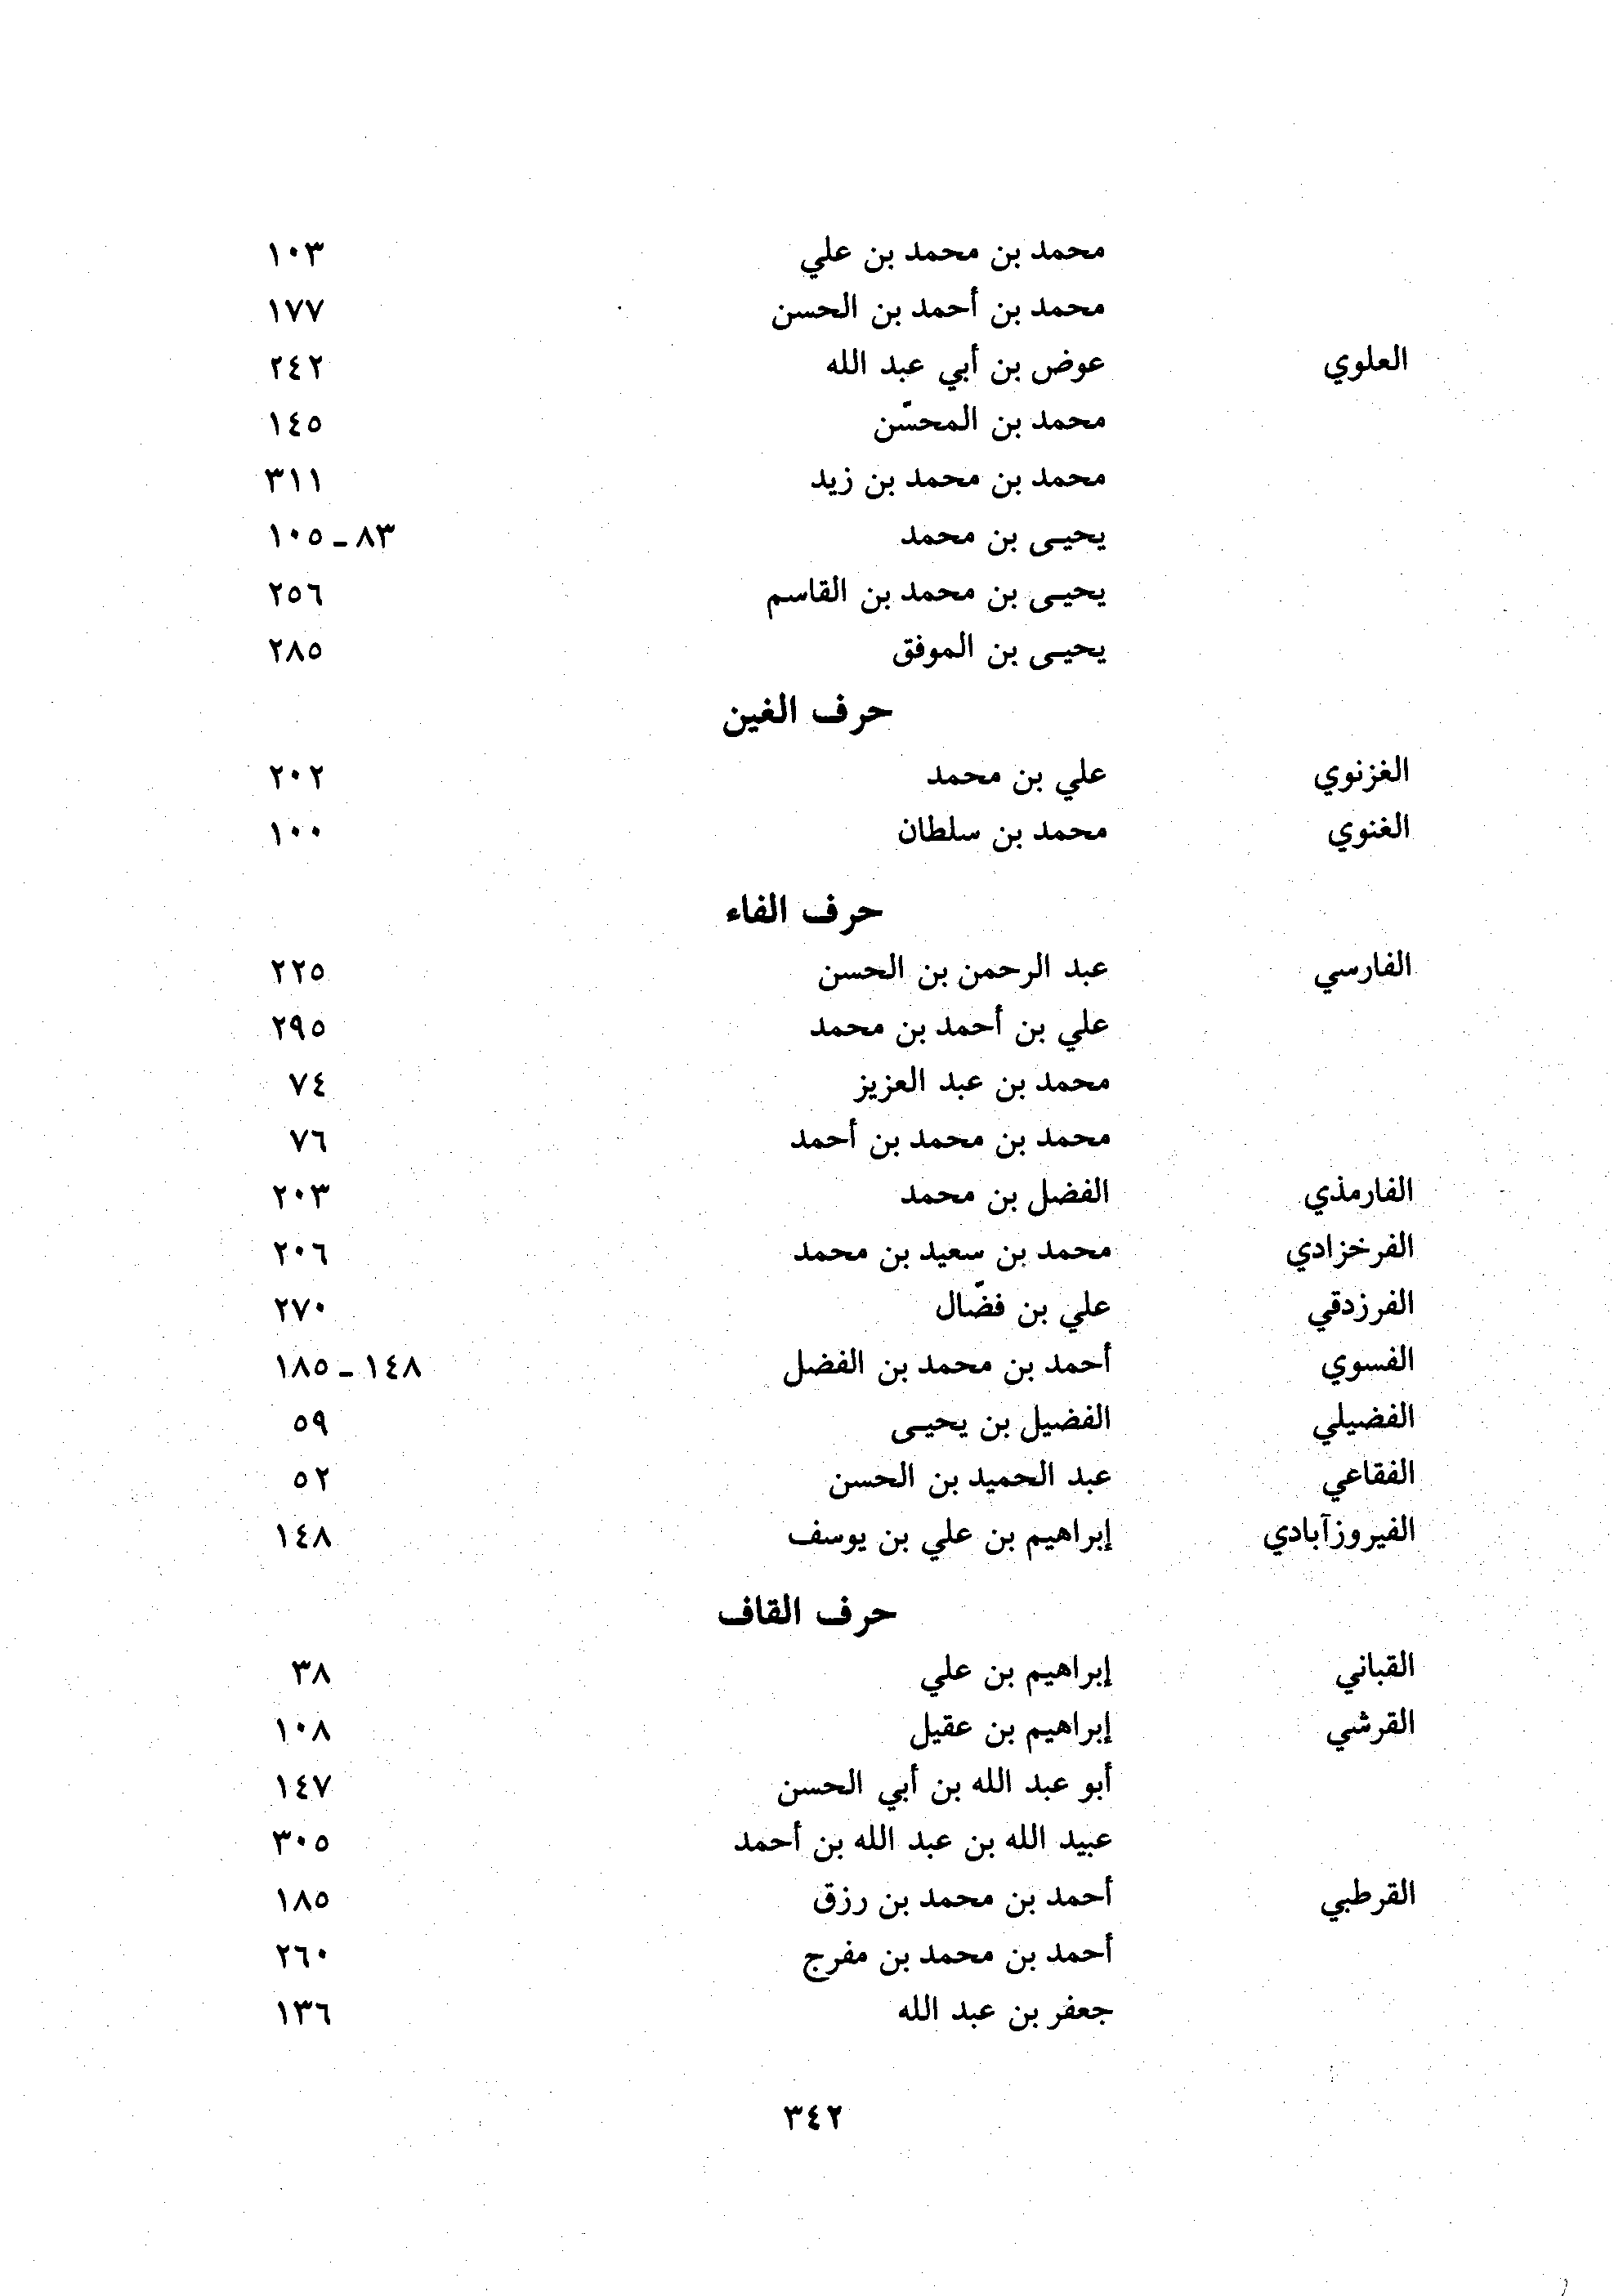 محمد بن محمد بن علي ١٠٣
محمد بن أحمد بن الحسن ١٧٧
العلوي عوض بن أبي عبد الله ٢٤٢
محمد بن المحسّن ١٤٥
محمد بن محمد بن زيد ٣١١
يحيى بن محمد ٨٣ ـ ١٠٥
يحيى بن محمد بن القاسم ٢٥٦
يحيى بن الموفق ٢٨٥
حرف الغين
الغزنوي علي بن محمد ٢٠٢
الغنوي محمد بن سلطان ١٠٠
حرف الفاء
الفارسي عبد الرحمن بن الحسن ٢٢٥
علي بن أحمد بن محمد ٢٩٥
محمد بن عبد العزيز ٧٤
محمد بن محمد بن أحمد ٧٦
الفارمذي الفضل بن محمد ٢٠٣
الفرخزادي محمد بن سعيد بن محمد ٢٠٦
الفرزدقي علي بن فضّال ٢٧٠
الفسوي أحمد بن محمد بن الفضل ١٤٨ ـ ١٨٥
الفضيلي الفضيل بن يحيى ٥٩
الفقاعي عبد الحميد بن الحسن ٥٢
الفيروزآبادي إبراهيم بن علي بن يوسف ١٤٨
حرف القاف
القباني إبراهيم بن علي ٣٨
القرشي إبراهيم بن عقيل ١٠٨
أبو عبد الله بن أبي الحسن ١٤٧
عبيد الله بن عبد الله بن أحمد ٣٠٥
القرطبي أحمد بن محمد بن رزق ١٨٥
أحمد بن محمد بن مفرج ٢٦٠
جعفر بن عبد الله ١٣٦
٣٤٢